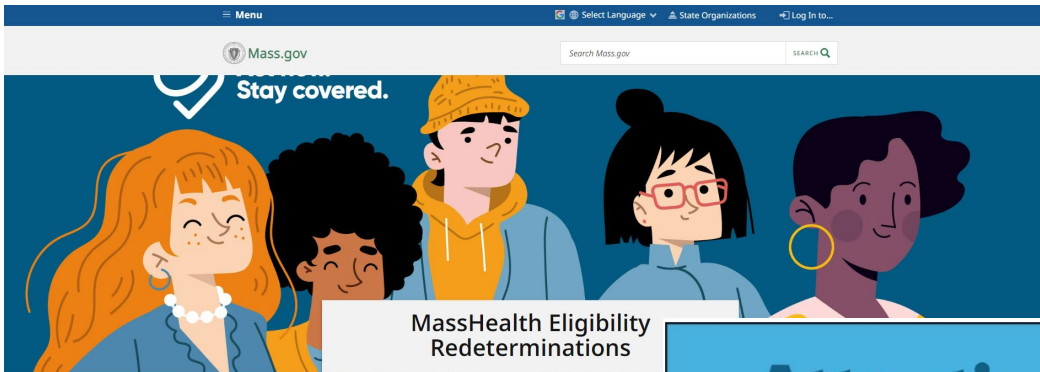 Menu
Select Language
State Organizations
Log In to...
Mass.gov
Search Mass.gov
SEARCH
Stay covered.
MassHealth Eligibility
Redeterminations